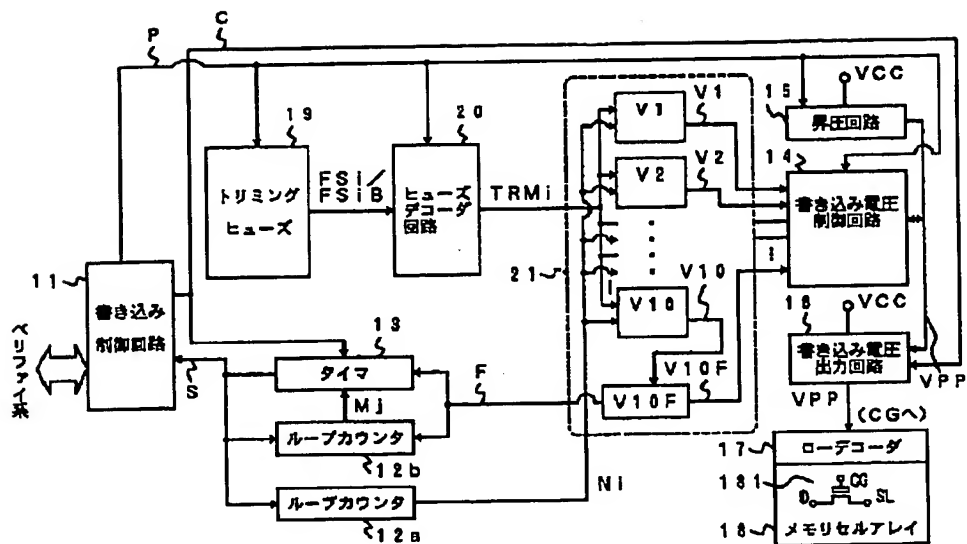 C
P
19
20
トリミング
ヒューズ
FSi/
FSiB
ヒューズ
デコーダ
回路
TRMi
21
V1
V1
V2
V2
V10
V10
V10F
V10F
15
VCC
昇圧回路
14
書き込み電圧
制御回路
16
VCC
書き込み電圧
出力回路
VPP
VPP
(CGへ)
17
ローデコーダ
181
CG
D
SL
18
メモリセルアレイ
11
書き込み
制御回路
ベリファイ系
S
13
タイマ
F
Mj
ループカウンタ
12b
ループカウンタ
12a
Ni